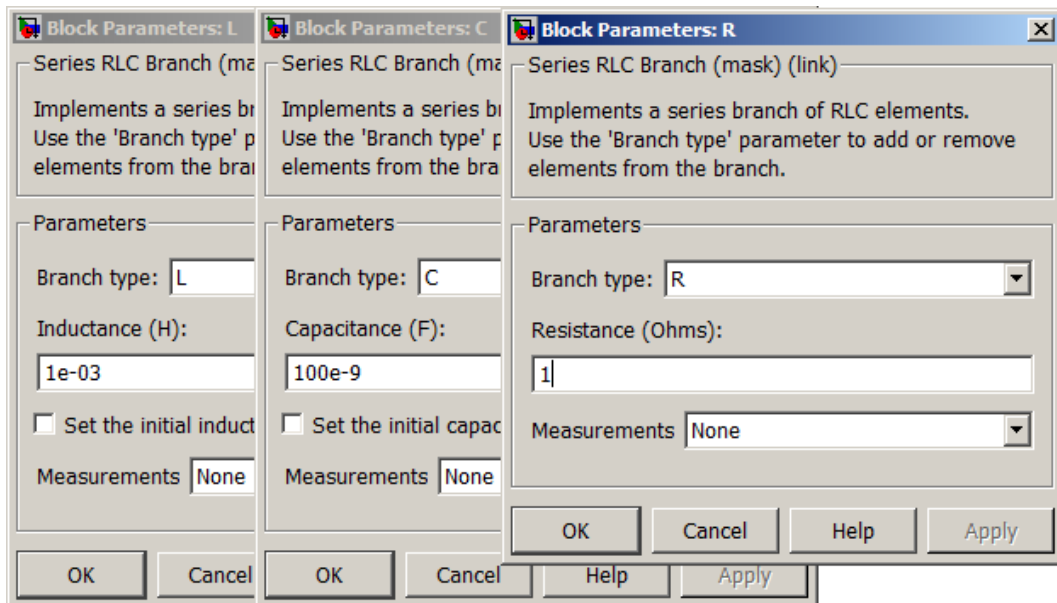 Block Parameters: L
Series RLC Branch (ma
Implements a series br
Use the 'Branch type' p
elements from the bra
Parameters
Branch type: L
Inductance (H):
1e-03
Set the initial induct
Measurements None
OK Cancel
Block Parameters: C
Series RLC Branch (ma
Implements a series b
Use the 'Branch type' p
elements from the bra
Parameters
Branch type: C
Capacitance (F):
100e-9
Set the initial capac
Measurements None
OK Cancel Help Apply
Block Parameters: R
Series RLC Branch (mask) (link)
Implements a series branch of RLC elements.
Use the 'Branch type' parameter to add or remove
elements from the branch.
Parameters
Branch type: R
Resistance (Ohms):
1
Measurements None
OK Cancel Help Apply